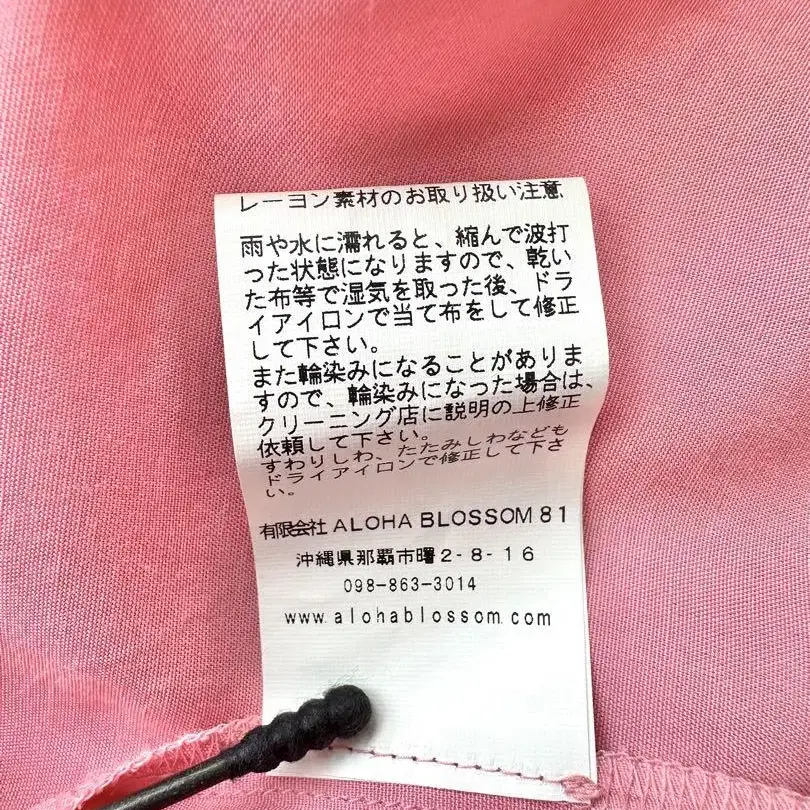 レーヨン素材のお取り扱い注意
雨や水に濡れると、縮んで波打
った状態になりますので、乾い
た布等で湿気を取った後、ドラ
イアイロンで当て布をして修正
して下さい。
また輪染みになることがありま
すので、輪染みになった場合は、
クリーニング店に説明の上修正
依頼して下さい。
すわりしわ、たたみしわなども
ドライアイロンで修正して下さ
い。
有限会社 ALOHA BLOSSOM 81
沖縄県那覇市曙2-8-16
098-863-3014
www.alohablossom.com